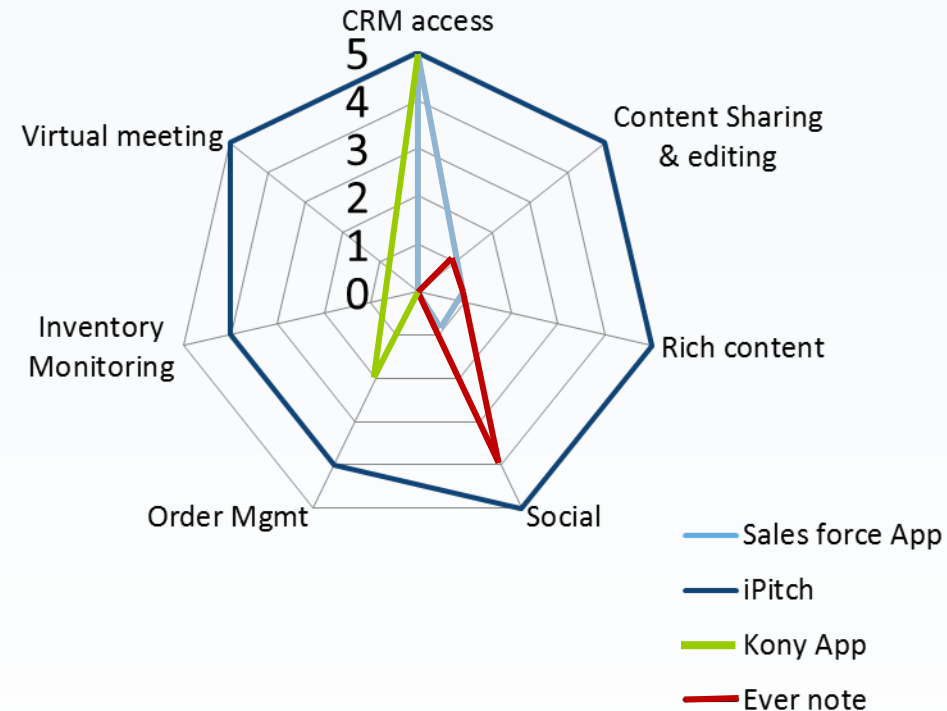 CRM access
5
4
3
2
1
0
Content Sharing
& editing
Rich content
Social
Order Mgmt
Inventory
Monitoring
Virtual meeting
Sales force App
iPitch
Kony App
Ever note